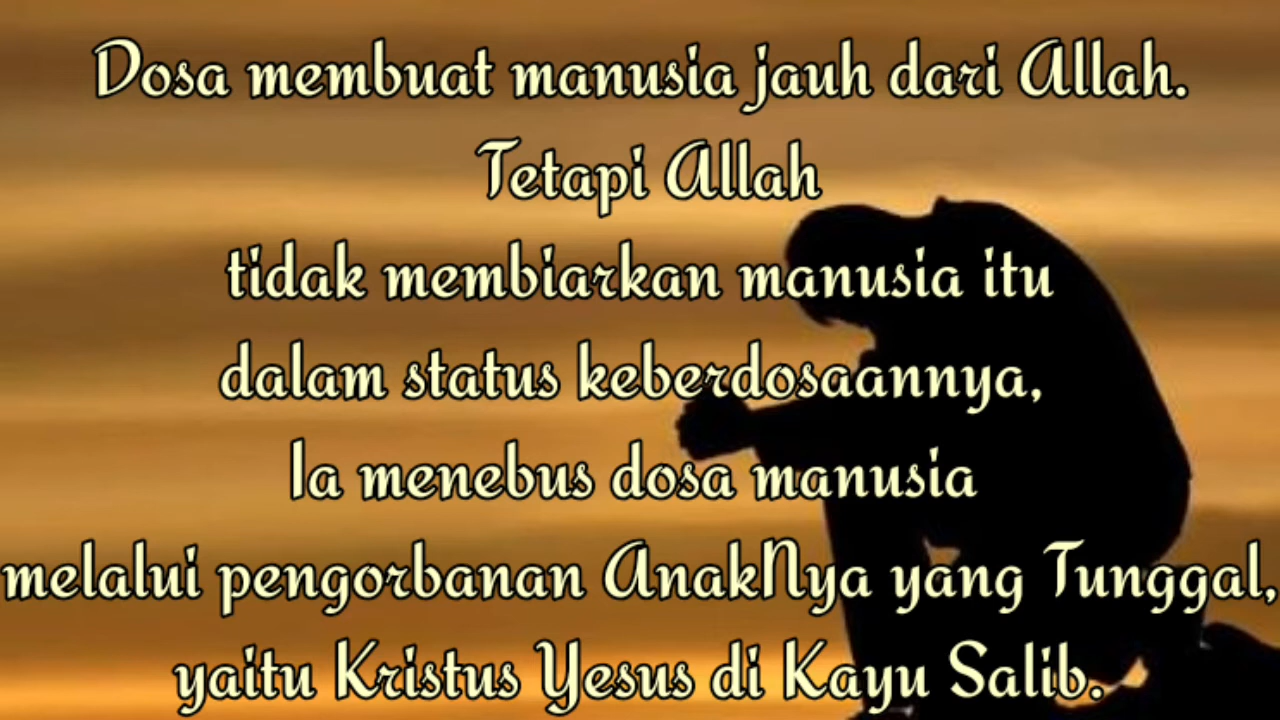 Dosa membuat manusia jauh dari Allah.
Tetapi Allah
tidak membiarkan manusia itu
dalam status keberdosaannya,
Ia menebus dosa manusia
melalui pengorbanan AnakNya yang Tunggal,
yaitu Kristus Yesus di Kayu Salib.